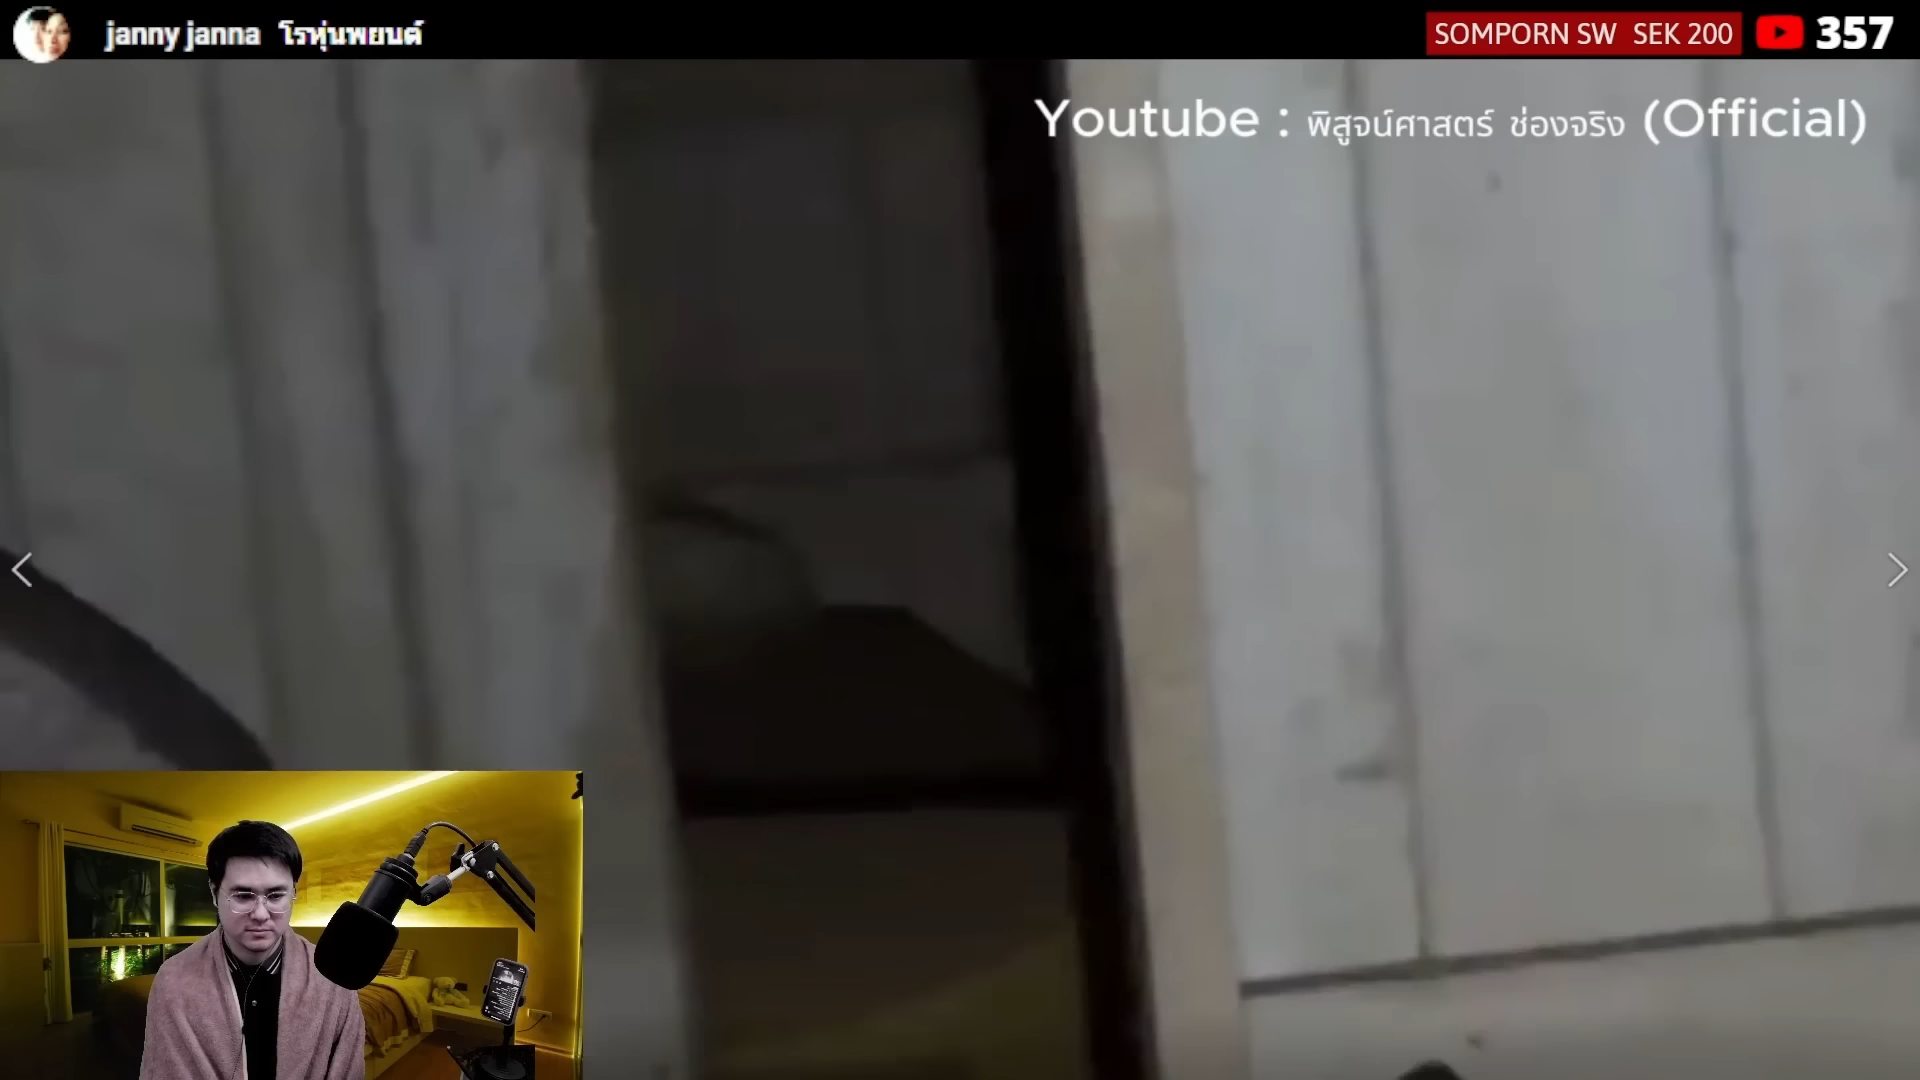 janny janna โรหุ่นพยนต์
SOMPORN SW SEK 200
357
Youtube : พิสูจน์ศาสตร์ ช่องจริง (Official)